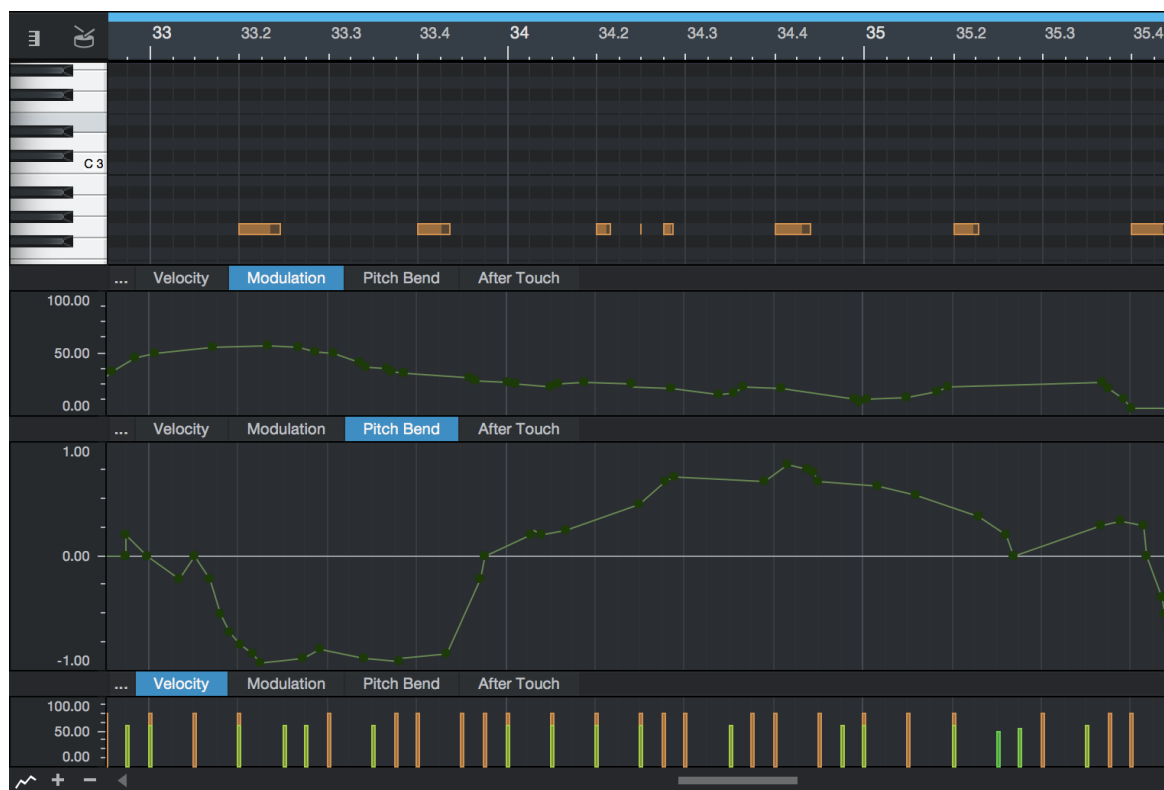 33 33.2 33.3 33.4 34 34.2 34.3 34.4 35 35.2 35.3 35.4
C 3
... Velocity Modulation Pitch Bend After Touch
100.00
50.00
0.00
... Velocity Modulation Pitch Bend After Touch
1.00
0.00
-1.00
... Velocity Modulation Pitch Bend After Touch
100.00
50.00
0.00